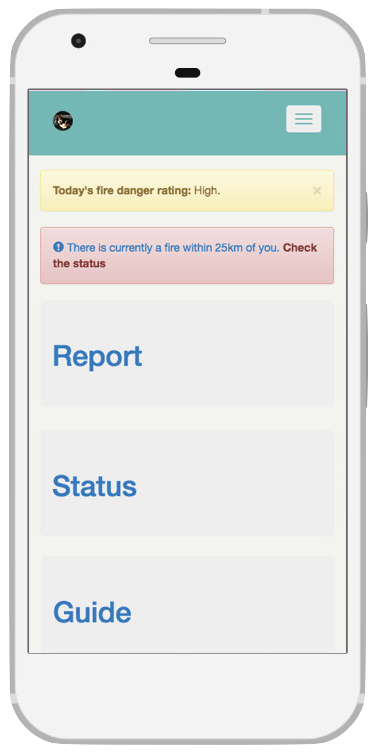 Today's fire danger rating: High. ×
There is currently a fire within 25km of you. Check
the status
Report
Status
Guide